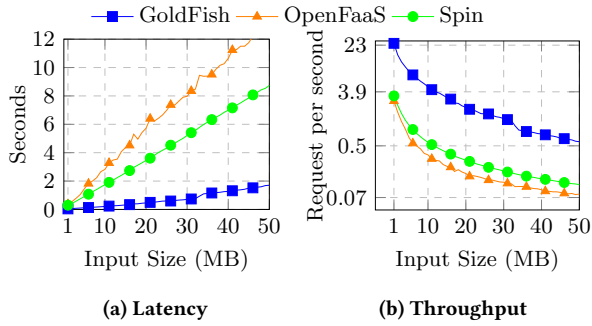 GoldFish OpenFaaS Spin
12
10
8
6
4
2
0
Seconds
1 10 20 30 40 50
Input Size (MB)
(a) Latency
23
3.9
0.5
0.07
Request per second
1 10 20 30 40 50
Input Size (MB)
(b) Throughput